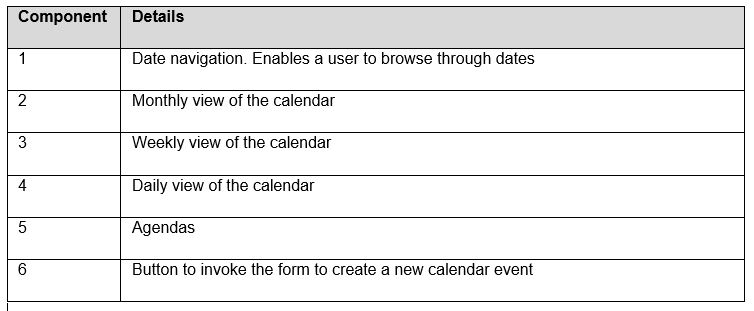 Component Details
1 Date navigation. Enables a user to browse through dates
2 Monthly view of the calendar
3 Weekly view of the calendar
4 Daily view of the calendar
5 Agendas
6 Button to invoke the form to create a new calendar event